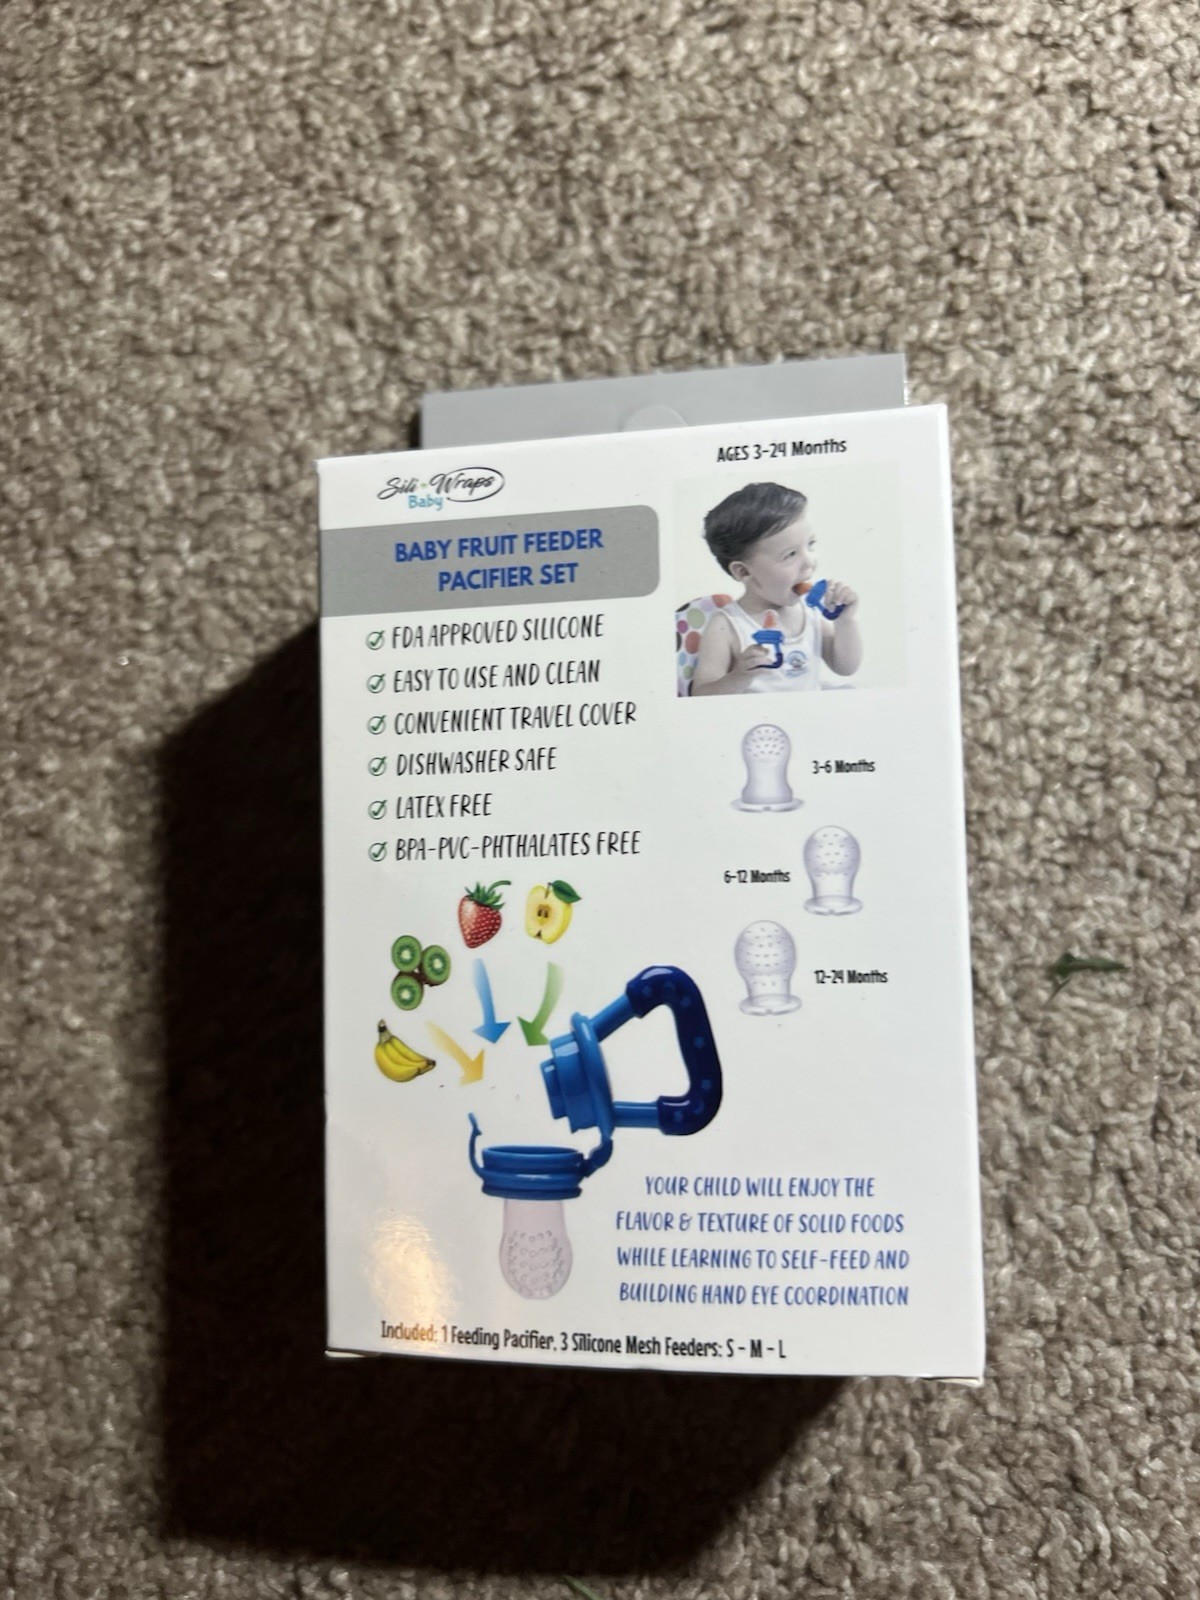 AGES 3-24 Months
Sili Wraps
Baby
BABY FRUIT FEEDER
PACIFIER SET
FDA APPROVED SILICONE
EASY TO USE AND CLEAN
CONVENIENT TRAVEL COVER
DISHWASHER SAFE
LATEX FREE
BPA-PVC-PHTHALATES FREE
3-6 Months
6-12 Months
12-24 Months
YOUR CHILD WILL ENJOY THE
FLAVOR & TEXTURE OF SOLID FOODS
WHILE LEARNING TO SELF-FEED AND
BUILDING HAND EYE COORDINATION
Included: 1 Feeding Pacifier, 3 Silicone Mesh Feeders: S - M - L